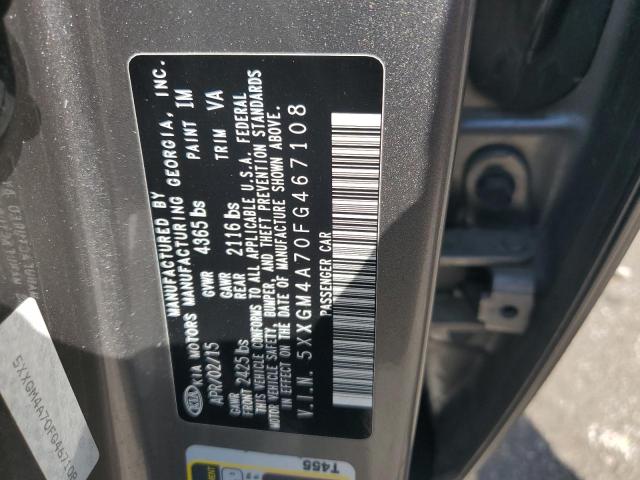 KIA
MANUFACTURED BY
KIA MOTORS MANUFACTURING GEORGIA, INC.
APR/02/15 GVWR 4365 lbs PAINT IM
GAWR FRONT 2425 lbs GAWR REAR 2116 lbs TRIM VA
THIS VEHICLE CONFORMS TO ALL APPLICABLE U.S.A. FEDERAL
MOTOR VEHICLE SAFETY, BUMPER, AND THEFT PREVENTION STANDARDS
IN EFFECT ON THE DATE OF MANUFACTURE SHOWN ABOVE.
V.I.N. 5XXGM4A70FG467108
PASSENGER CAR
5XXGM4A70FG467108
T455